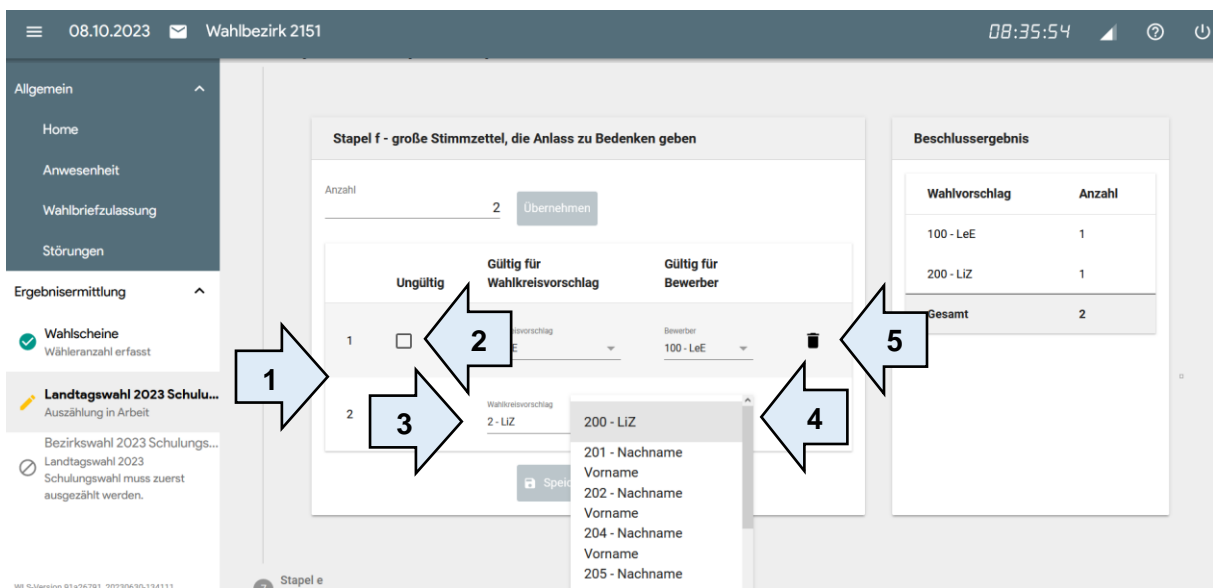 08.10.2023
Wahlbezirk 2151
08:35:54
Allgemein
Home
Anwesenheit
Wahlbriefzulassung
Störungen
Ergebnisermittlung
Wahlscheine
Wähleranzahl erfasst
Landtagswahl 2023 Schulu...
Auszählung in Arbeit
Bezirkswahl 2023 Schulungs...
Landtagswahl 2023
Schulungswahl muss zuerst
ausgezählt werden.
Stapel f - große Stimmzettel, die Anlass zu Bedenken geben
Anzahl
2
Übernehmen
Ungültig
Gültig für
Wahlkreisvorschlag
Gültig für
Bewerber
1
2
Bewerber
100 - LeE
5
1
2
3
Wahlkreisvorschlag
2 - LiZ
4
200 - LiZ
201 - Nachname
Vorname
202 - Nachname
Vorname
204 - Nachname
Vorname
205 - Nachname
Beschlussergebnis
Wahlvorschlag Anzahl
100 - LeE 1
200 - LiZ 1
Gesamt 2
Stapel e